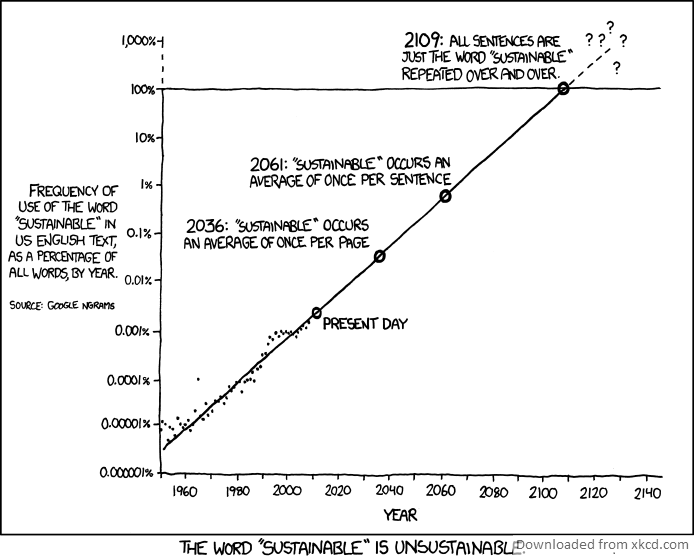 1,000%
2109: ALL SENTENCES ARE
JUST THE WORD "SUSTAINABLE"
REPEATED OVER AND OVER.
? ? ? ?
?
100%
10%
2061: "SUSTAINABLE" OCCURS AN
AVERAGE OF ONCE PER SENTENCE
1%
FREQUENCY OF
USE OF THE WORD
"SUSTAINABLE" IN
US ENGLISH TEXT,
AS A PERCENTAGE OF
ALL WORDS, BY YEAR.
2036: "SUSTAINABLE" OCCURS
AN AVERAGE OF ONCE PER PAGE
0.1%
0.01%
SOURCE: GOOGLE NGRAMS
0.001%
PRESENT DAY
0.0001%
0.00001%
0.000001%
1960 1980 2000 2020 2040 2060 2080 2100 2120 2140
YEAR
THE WORD "SUSTAINABLE" IS UNSUSTAINABLE.
Downloaded from xkcd.com